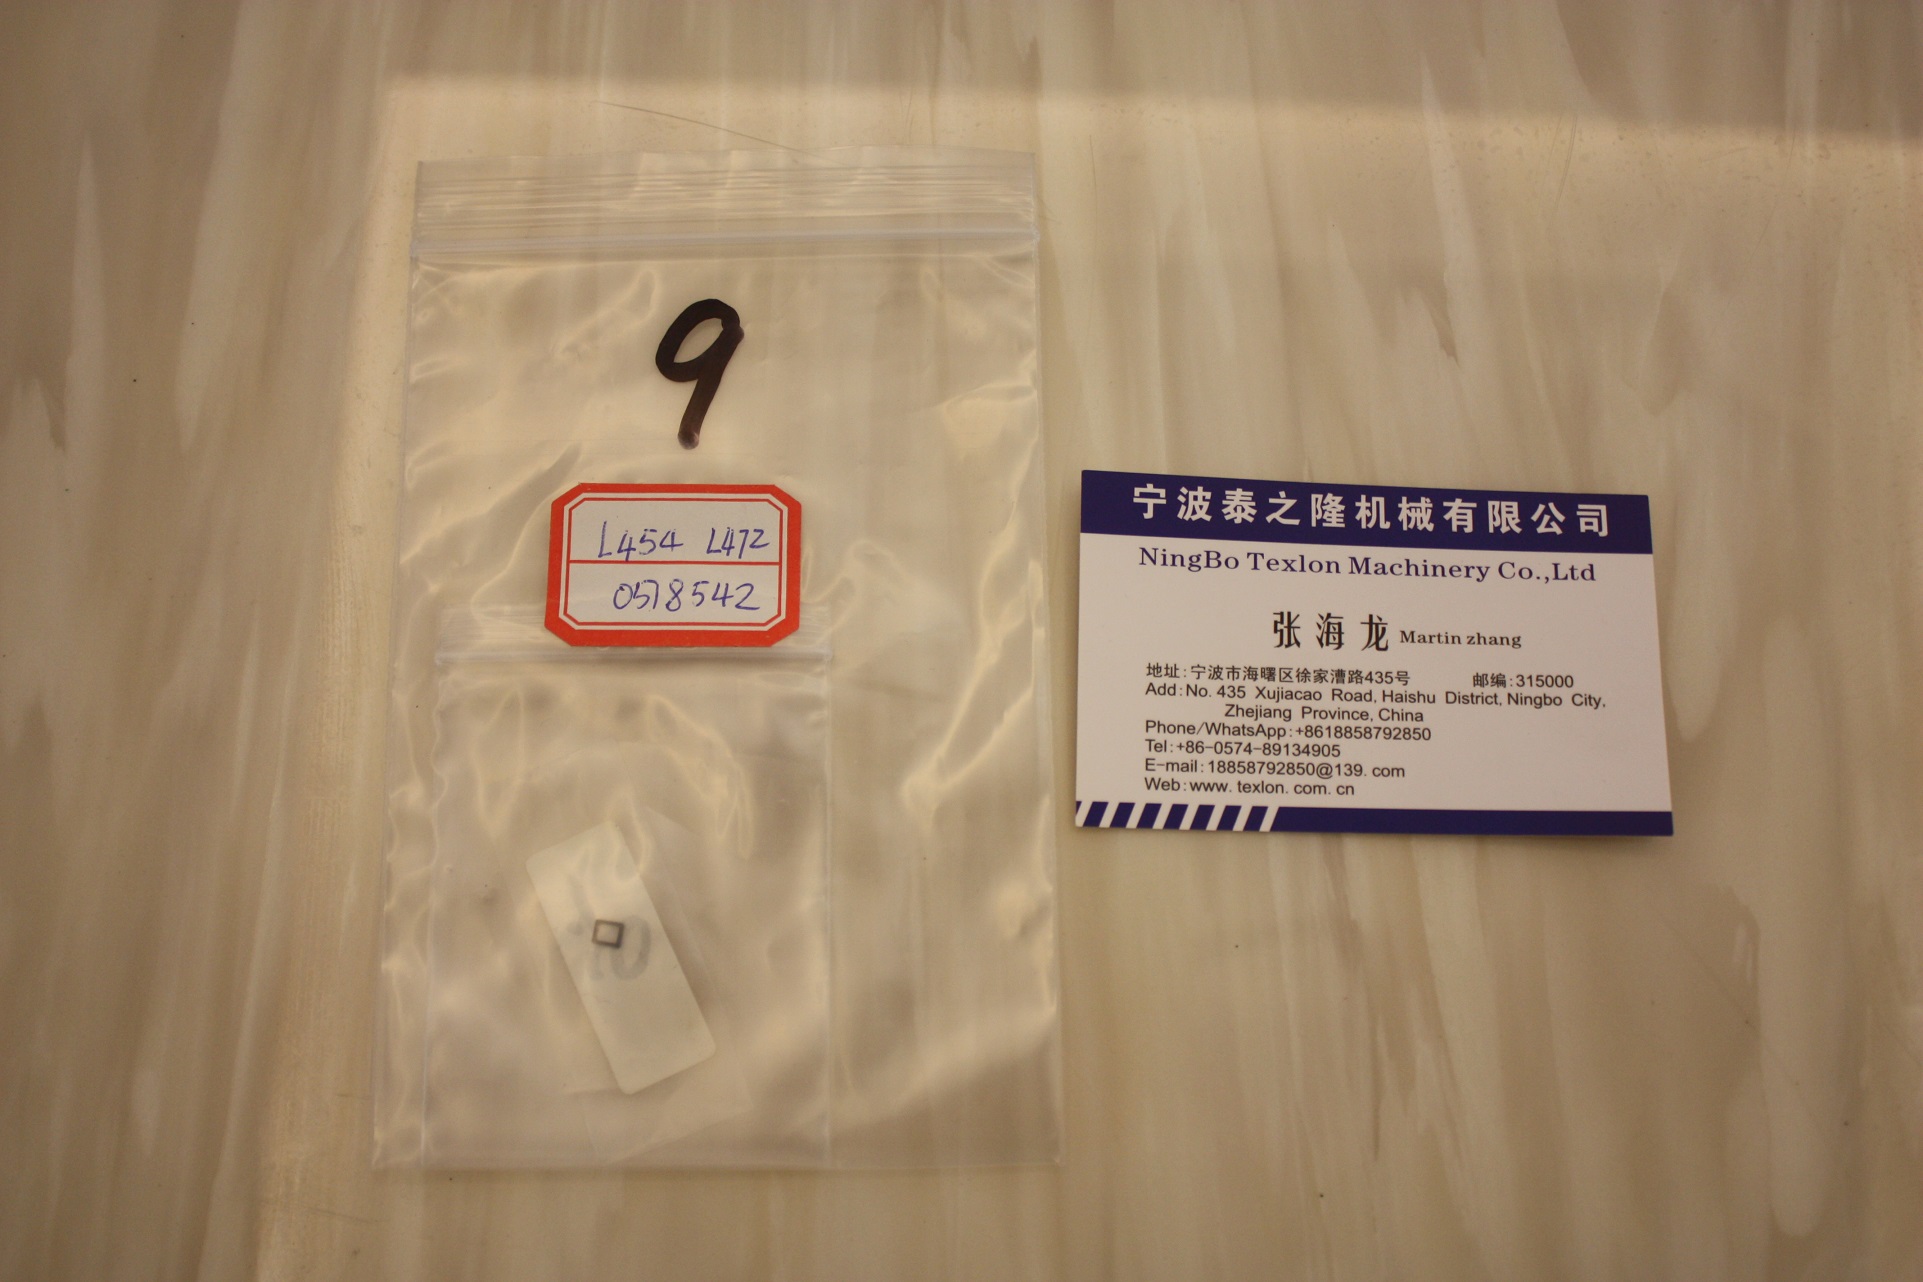 9
L454 L472
0578542
宁波泰之隆机械有限公司
NingBo Texlon Machinery Co.,Ltd
张海龙 Martin zhang
地址:宁波市海曙区徐家漕路435号 邮编:315000
Add:No. 435 Xujiacao Road, Haishu District, Ningbo City,
Zhejiang Province, China
Phone/WhatsApp:+8618858792850
Tel:+86-0574-89134905
E-mail:18858792850@139. com
Web:www. texlon. com. cn